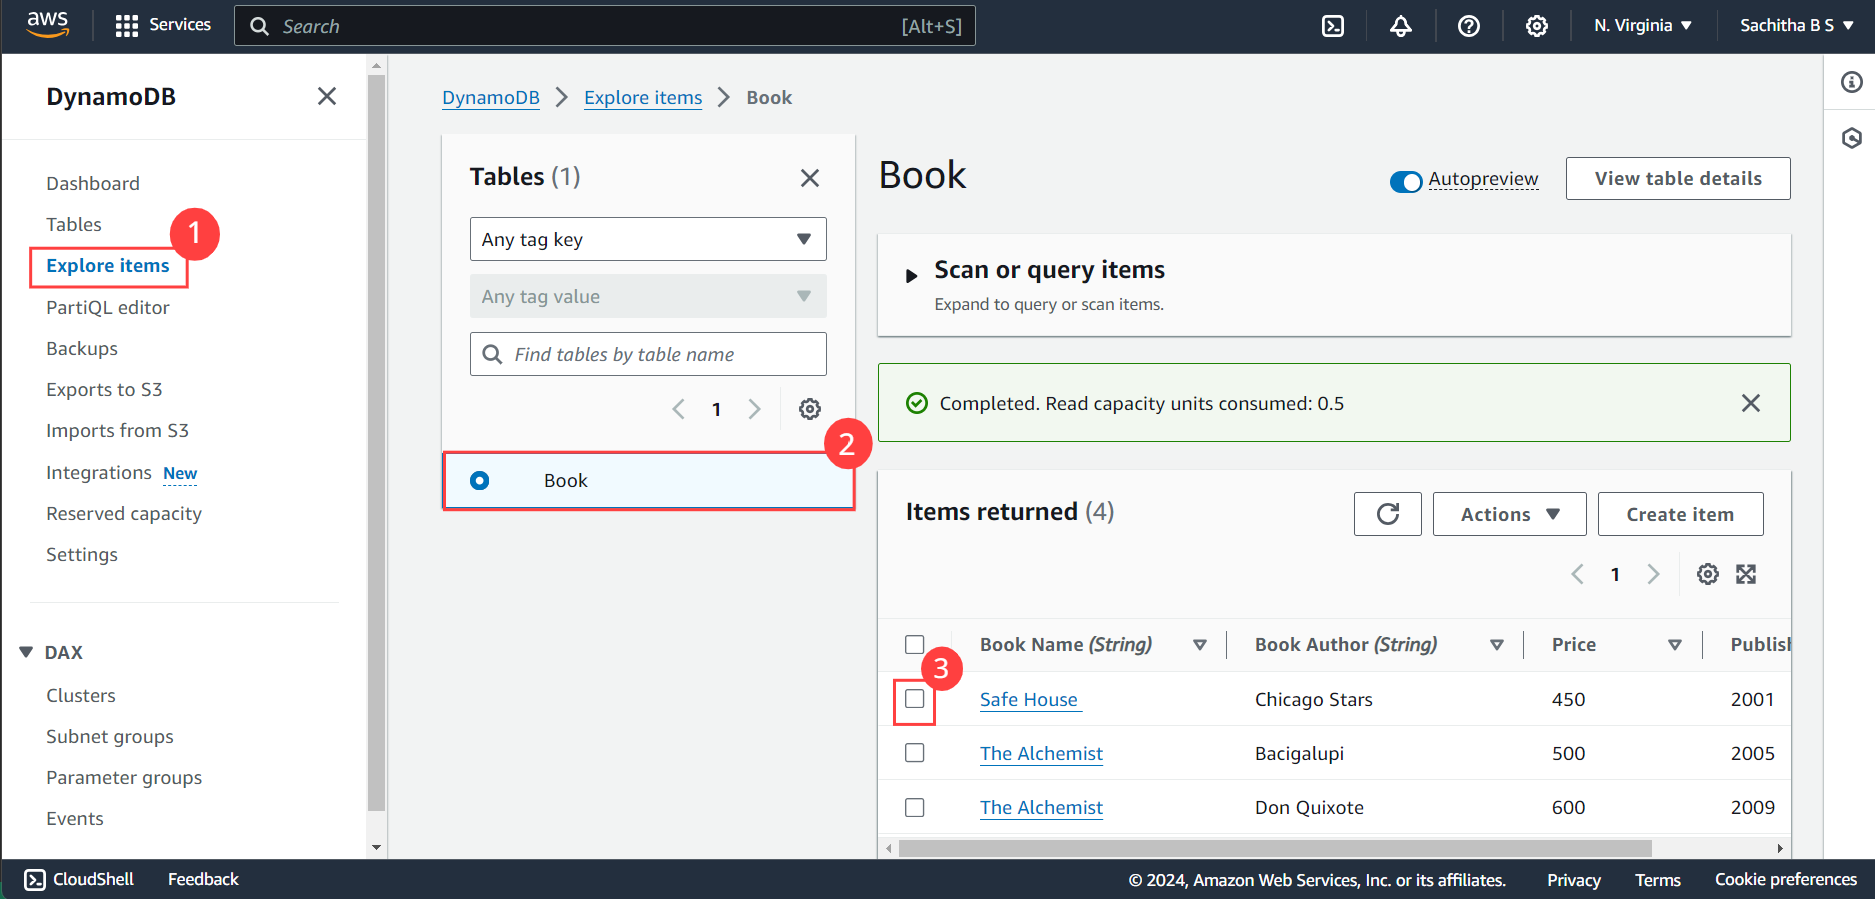 aws
Services
Search
[Alt+S]
N. Virginia
Sachitha B S
DynamoDB
Dashboard
Tables
1
Explore items
PartiQL editor
Backups
Exports to S3
Imports from S3
Integrations New
Reserved capacity
Settings
DAX
Clusters
Subnet groups
Parameter groups
Events
DynamoDB
Explore items
Book
Tables (1)
Any tag key
Any tag value
Find tables by table name
1
2
Book
Book
Autopreview
View table details
Scan or query items
Expand to query or scan items.
Completed. Read capacity units consumed: 0.5
Items returned (4)
Actions
Create item
1
Book Name (String)
Book Author (String)
Price
Publish
3
Safe House
Chicago Stars
450
2001
The Alchemist
Bacigalupi
500
2005
The Alchemist
Don Quixote
600
2009
CloudShell
Feedback
© 2024, Amazon Web Services, Inc. or its affiliates.
Privacy
Terms
Cookie preferences